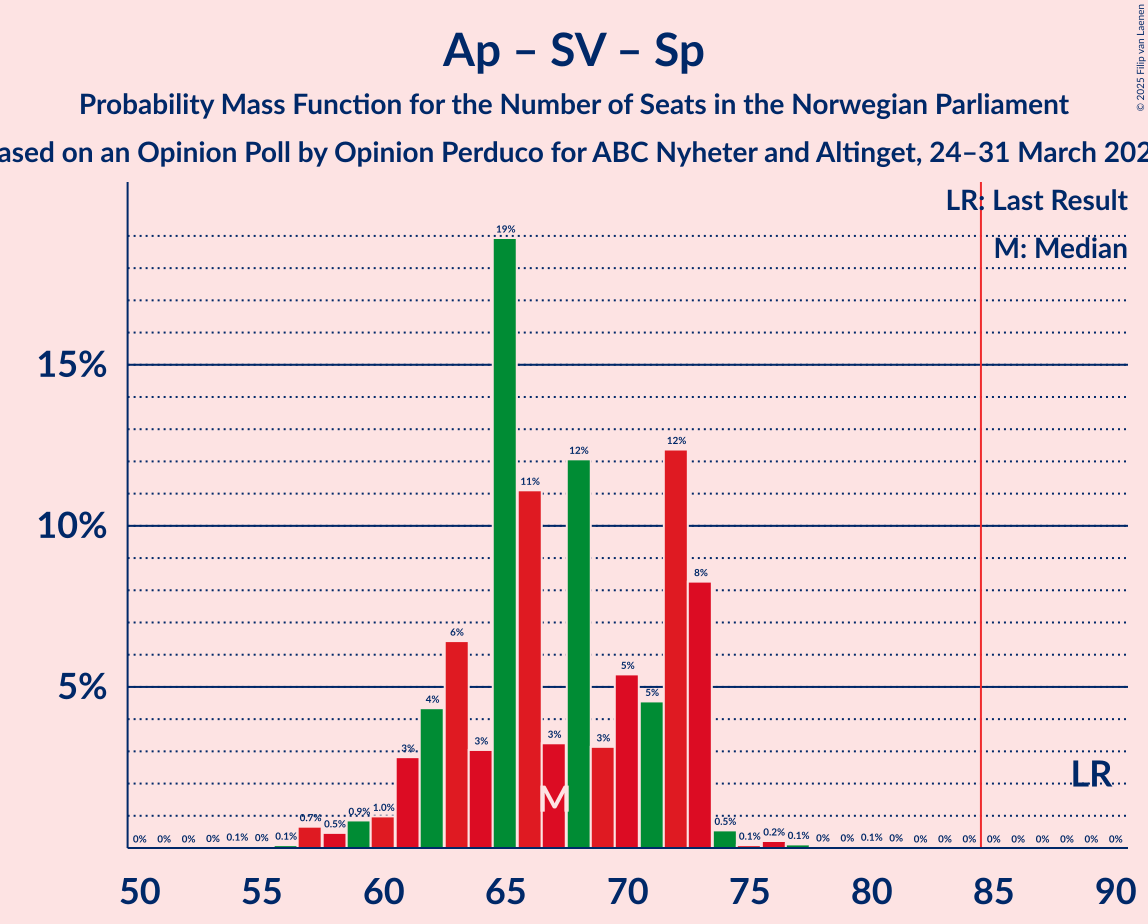 Ap – SV – Sp
Probability Mass Function for the Number of Seats in the Norwegian Parliament
ased on an Opinion Poll by Opinion Perduco for ABC Nyheter and Altinget, 24–31 March 202
© 2025 Filip van Laenen
LR: Last Result
M: Median
15%
10%
5%
0% 0% 0% 0% 0.1% 0% 0.1% 0.7% 0.5% 0.9% 1.0% 3% 4% 6% 3% 19% 11% 3% 12% 3% 5% 5% 12% 8% 0.5% 0.1% 0.2% 0.1% 0% 0% 0.1% 0% 0% 0% 0% 0% 0% 0% 0% 0% 0%
M
LR
50 55 60 65 70 75 80 85 90